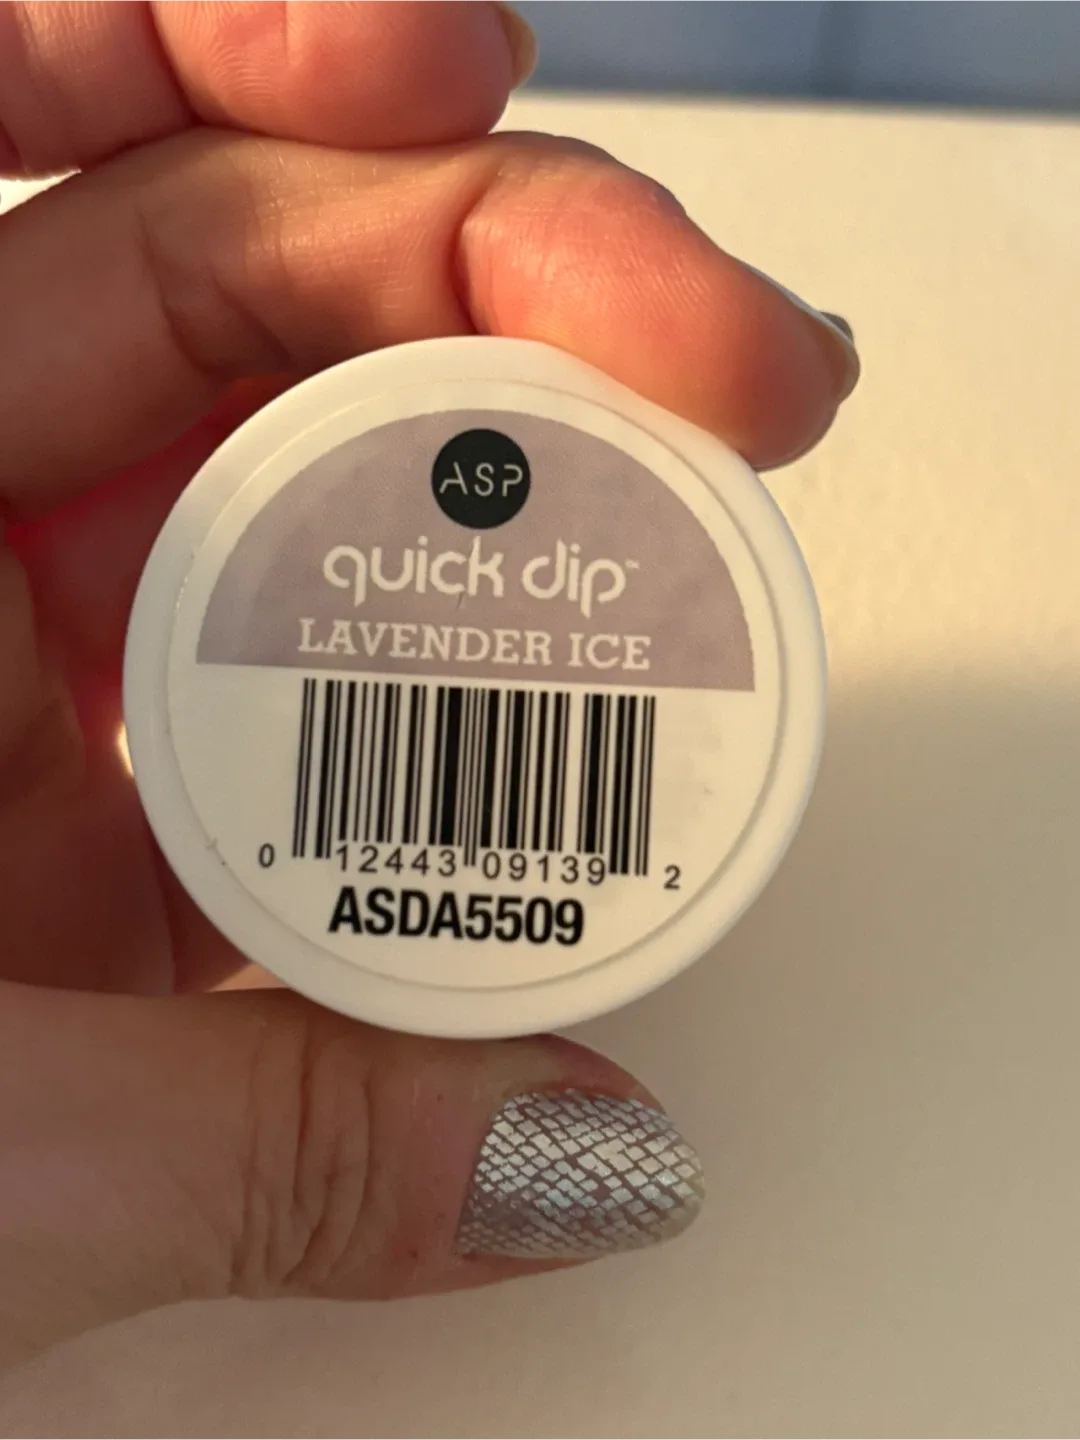 ASP
quick dip™
LAVENDER ICE
0 12443 09139 2
ASDA5509